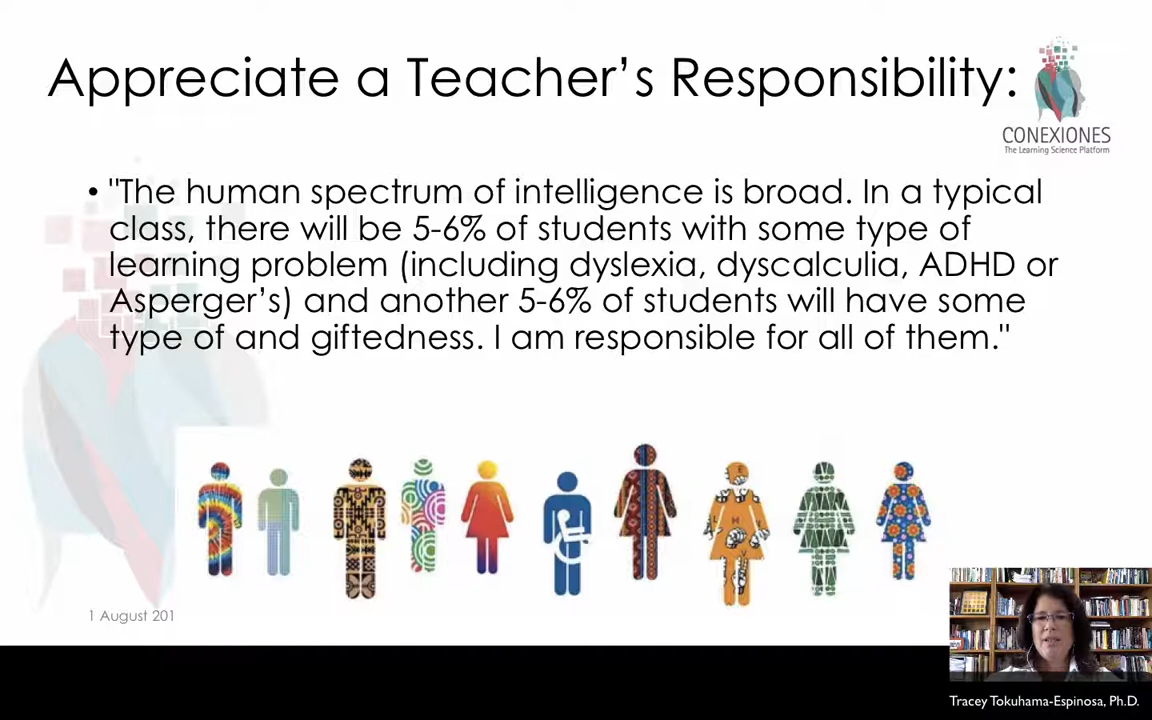 Appreciate a Teacher's Responsibility:
CONEXIONES
The Learning Science Platform
• "The human spectrum of intelligence is broad. In a typical
class, there will be 5-6% of students with some type of
learning problem (including dyslexia, dyscalculia, ADHD or
Asperger's) and another 5-6% of students will have some
type of and giftedness. I am responsible for all of them."
1 August 201
Tracey Tokuhama-Espinosa, Ph.D.